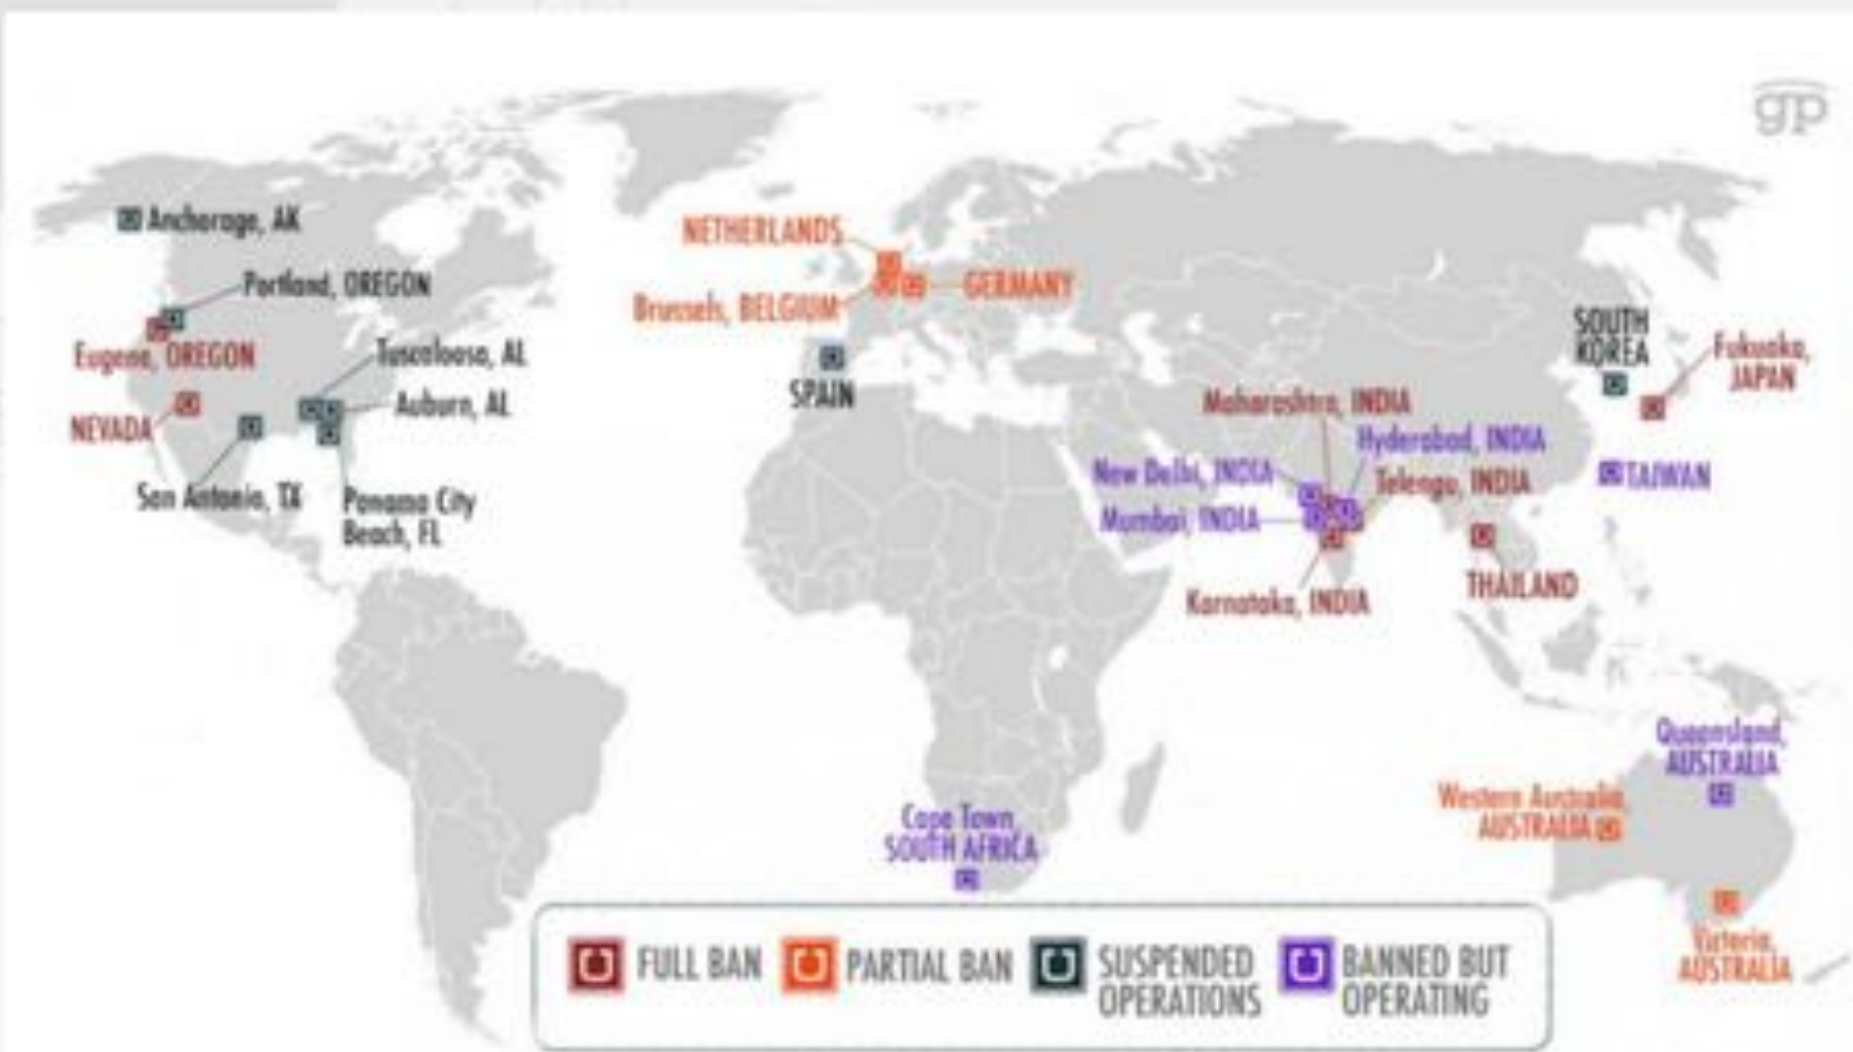 gp
Anchorage, AK
Portland, OREGON
Eugene, OREGON
Tuscaloosa, AL
Auburn, AL
NEVADA
San Antonio, TX
Panama City
Beach, FL
NETHERLANDS
Brussels, BELGIUM
GERMANY
SPAIN
SOUTH
KOREA
Fukuoka,
JAPAN
Maharashtra, INDIA
Hyderabad, INDIA
New Delhi, INDIA
Telengu, INDIA
TAIWAN
Mumbai, INDIA
Karnataka, INDIA
THAILAND
Queensland,
AUSTRALIA
Western Australia,
AUSTRALIA
Cape Town,
SOUTH AFRICA
Victoria,
AUSTRALIA
FULL BAN
PARTIAL BAN
SUSPENDED
OPERATIONS
BANNED BUT
OPERATING